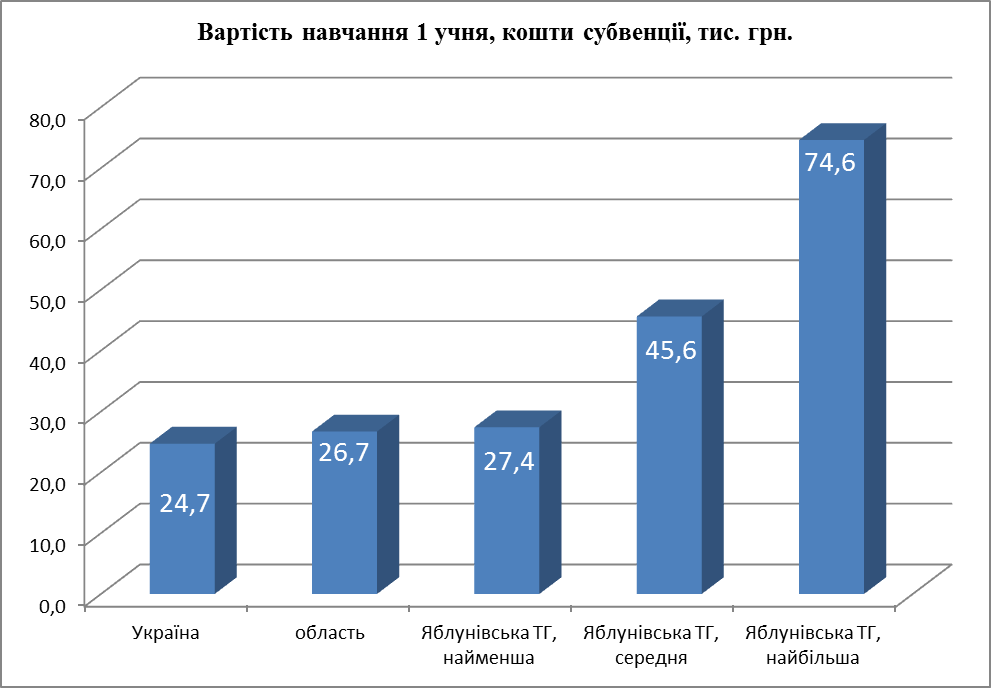 Вартість навчання 1 учня, кошти субвенції, тис. грн.
80,0
70,0
60,0
50,0
40,0
30,0
20,0
10,0
0,0
24,7
26,7
27,4
45,6
74,6
Україна
область
Яблунівська ТГ,
найменша
Яблунівська ТГ,
середня
Яблунівська ТГ,
найбільша